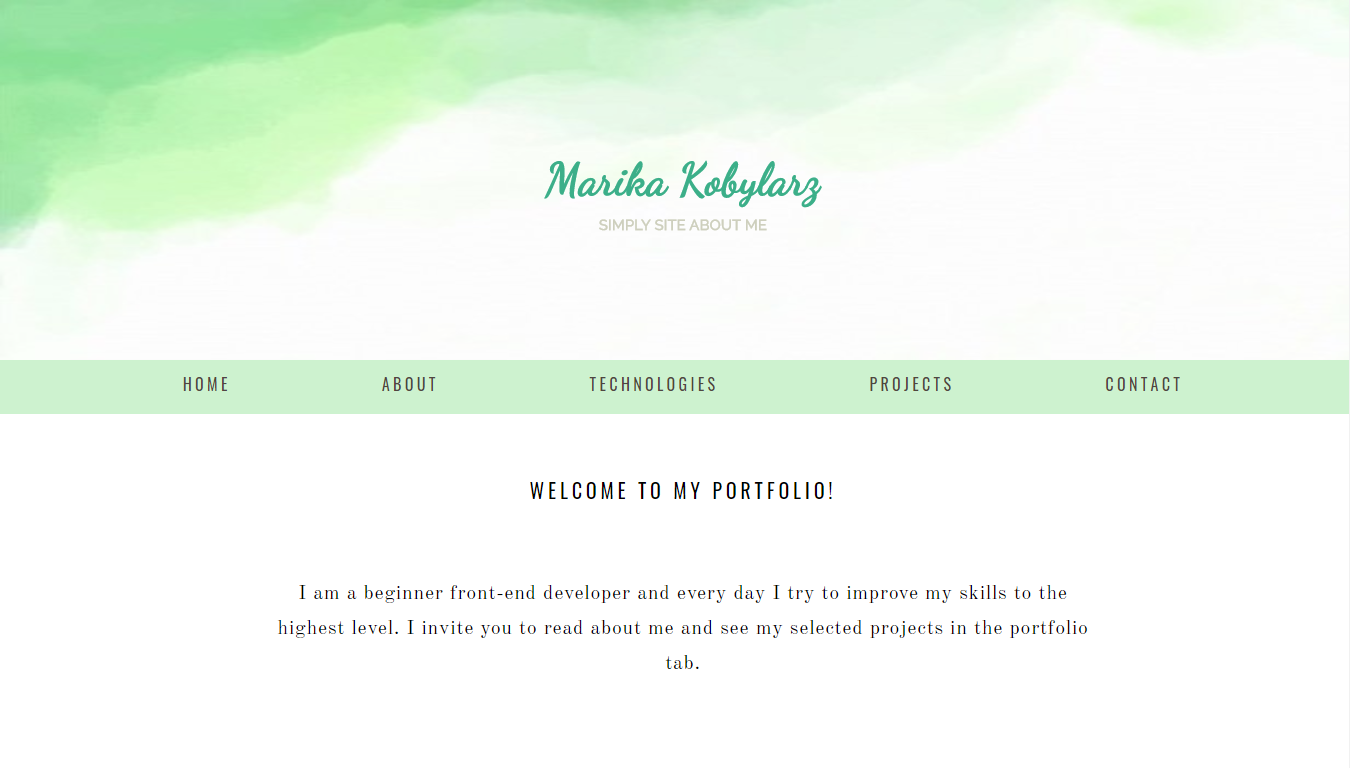 Marika Kobylarz
SIMPLY SITE ABOUT ME
HOME ABOUT TECHNOLOGIES PROJECTS CONTACT
WELCOME TO MY PORTFOLIO!
I am a beginner front-end developer and every day I try to improve my skills to the
highest level. I invite you to read about me and see my selected projects in the portfolio
tab.